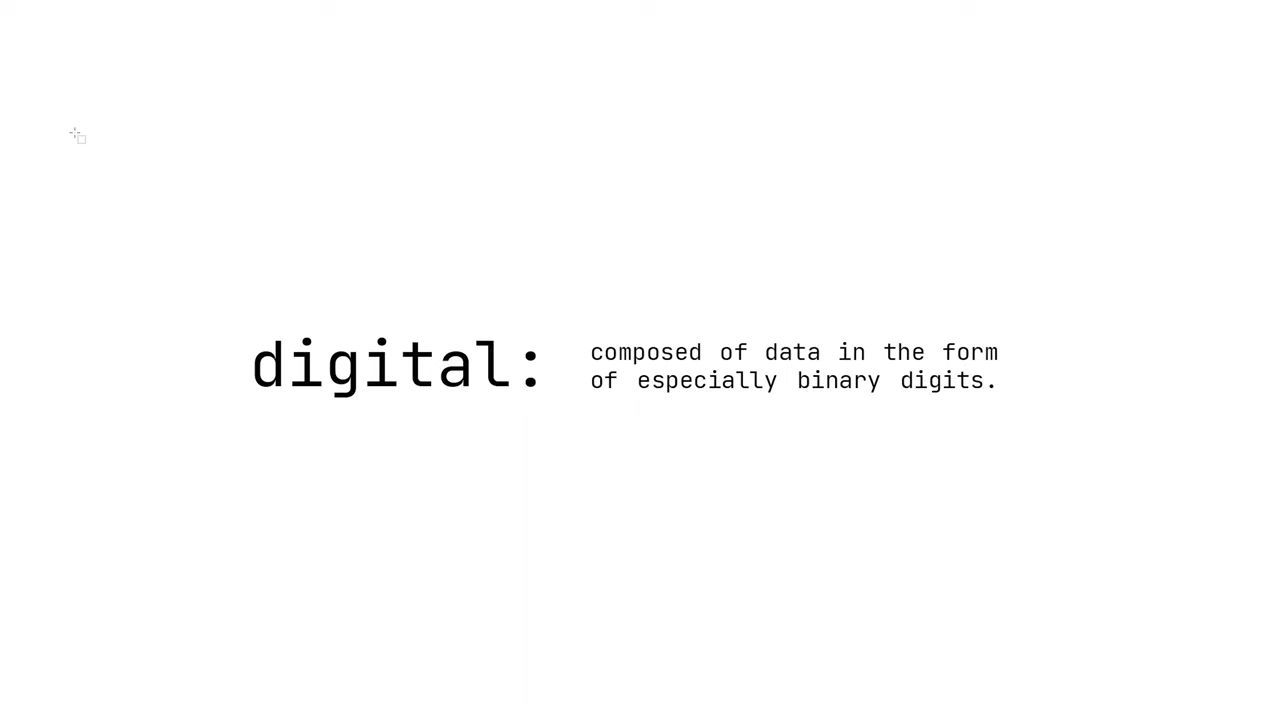 digital:
composed of data in the form
of especially binary digits.